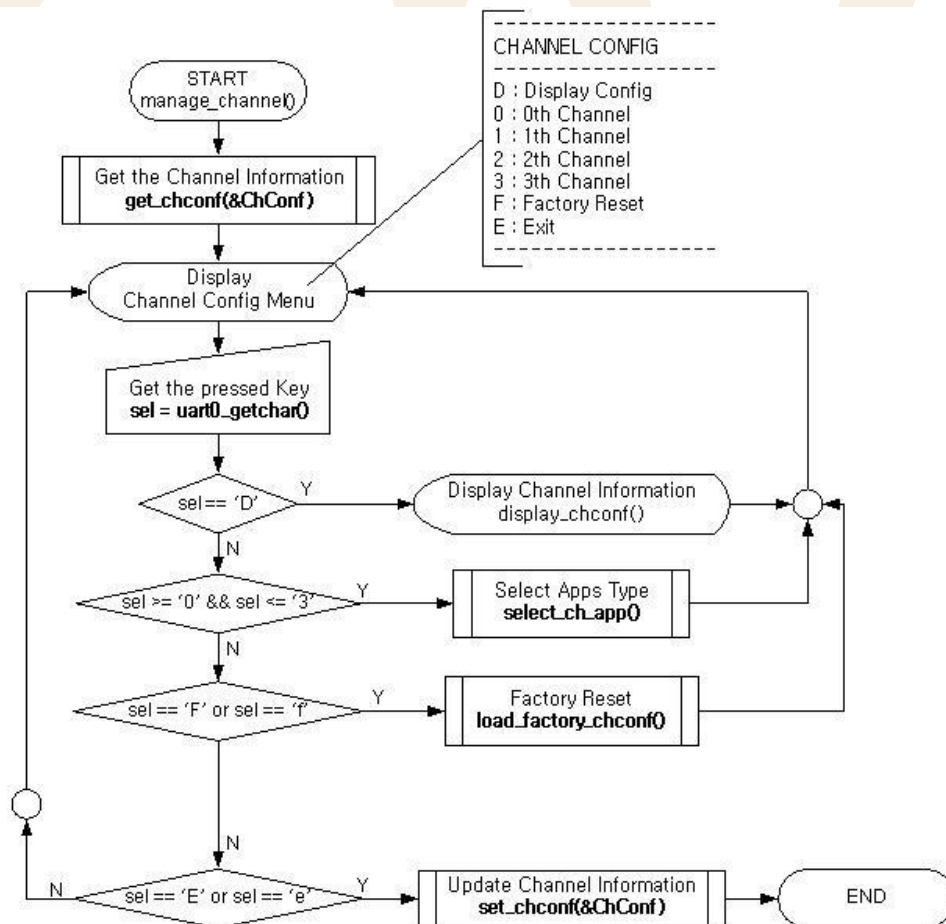 CHANNEL CONFIG
D : Display Config
0 : 0th Channel
1 : 1th Channel
2 : 2th Channel
3 : 3th Channel
F : Factory Reset
E : Exit
START
manage_channel()
Get the Channel Information
get_chconf(&ChConf)
Display
Channel Config Menu
Get the pressed Key
sel = uart0_getchar()
sel == 'D'
Y
Display Channel Information
display_chconf()
N
sel >= '0' && sel <= '3'
Y
Select Apps Type
select_ch_app()
N
sel == 'F' or sel == 'f'
Y
Factory Reset
load_factory_chconf()
N
N
sel == 'E' or sel == 'e'
Y
Update Channel Information
set_chconf(&ChConf)
END